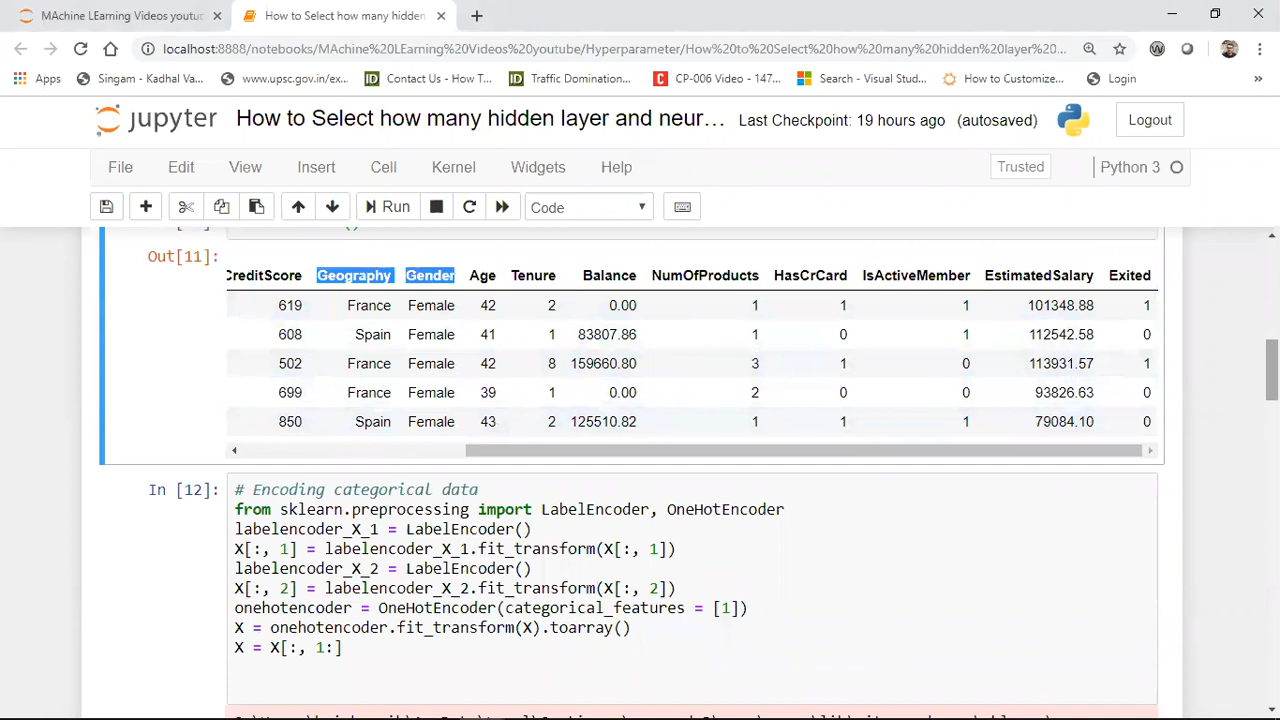 MAchine LEarning Videos youtu
How to Select how many hidden
localhost:8888/notebooks/MAchine%20LEarning%20Videos%20youtube/Hyperparameter/How%20to%20Select%20how%20many%20hidden%20layer%20...
Apps Singam - Kadhal Va... www.upsc.gov.in/ex... ID Contact Us - How T... ID Traffic Domination... C CP-006 Video - 147... Search - Visual Stud... How to Customize... Login »
jupyter How to Select how many hidden layer and neur... Last Checkpoint: 19 hours ago (autosaved) Logout
File Edit View Insert Cell Kernel Widgets Help Trusted Python 3
Run Code
Out[11]:
CreditScore Geography Gender Age Tenure Balance NumOfProducts HasCrCard IsActiveMember EstimatedSalary Exited
619 France Female 42 2 0.00 1 1 1 101348.88 1
608 Spain Female 41 1 83807.86 1 0 1 112542.58 0
502 France Female 42 8 159660.80 3 1 0 113931.57 1
699 France Female 39 1 0.00 2 0 0 93826.63 0
850 Spain Female 43 2 125510.82 1 1 1 79084.10 0
In [12]: # Encoding categorical data
from sklearn.preprocessing import LabelEncoder, OneHotEncoder
labelencoder_X_1 = LabelEncoder()
X[:, 1] = labelencoder_X_1.fit_transform(X[:, 1])
labelencoder_X_2 = LabelEncoder()
X[:, 2] = labelencoder_X_2.fit_transform(X[:, 2])
onehotencoder = OneHotEncoder(categorical_features = [1])
X = onehotencoder.fit_transform(X).toarray()
X = X[:, 1:]